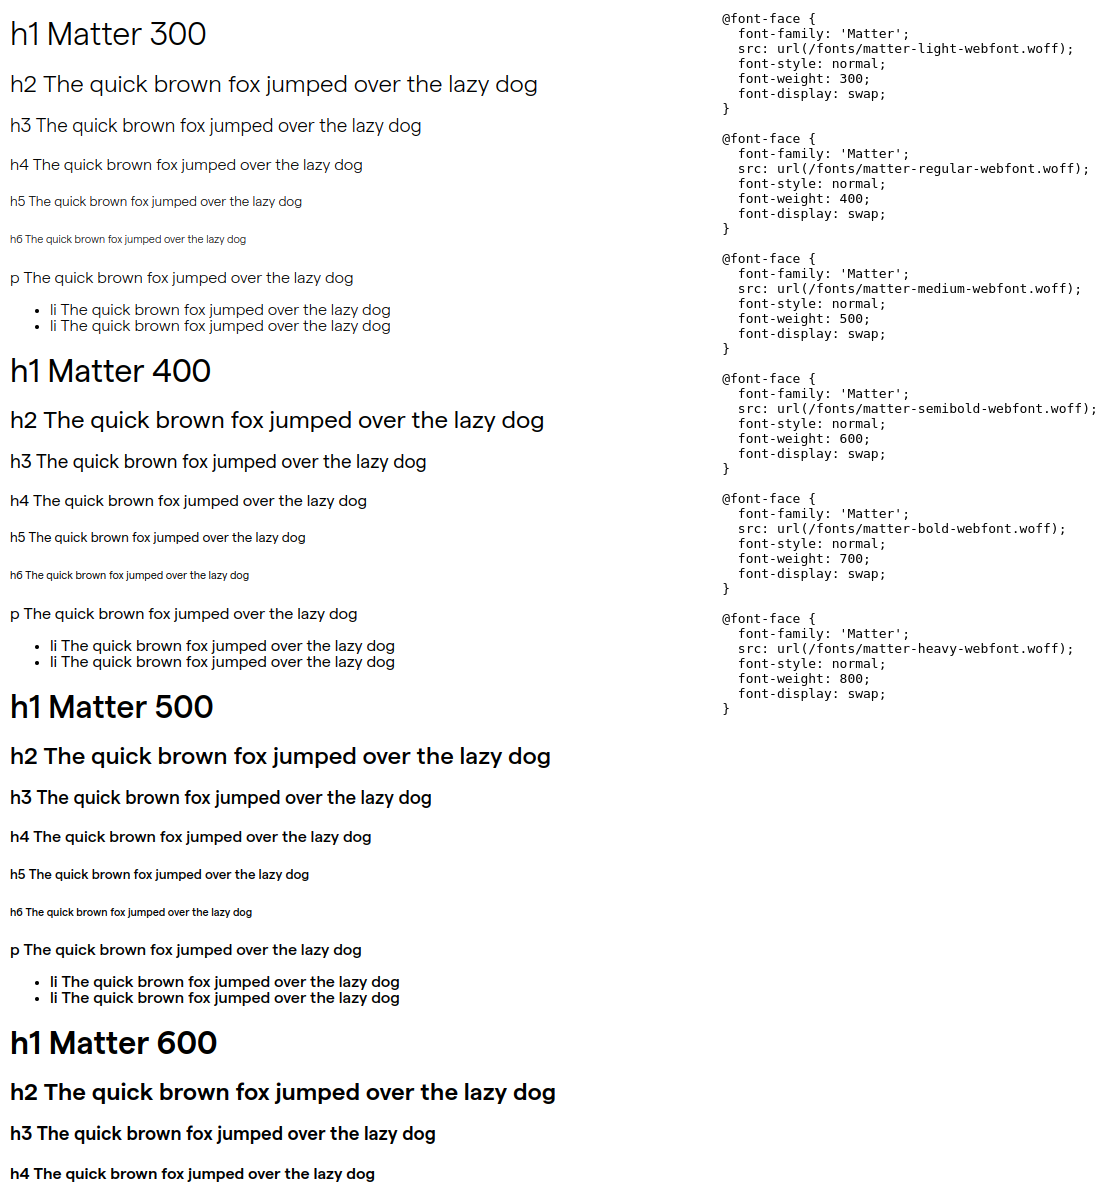 h1 Matter 300
h2 The quick brown fox jumped over the lazy dog
h3 The quick brown fox jumped over the lazy dog
h4 The quick brown fox jumped over the lazy dog
h5 The quick brown fox jumped over the lazy dog
h6 The quick brown fox jumped over the lazy dog
p The quick brown fox jumped over the lazy dog
• li The quick brown fox jumped over the lazy dog
• li The quick brown fox jumped over the lazy dog
h1 Matter 400
h2 The quick brown fox jumped over the lazy dog
h3 The quick brown fox jumped over the lazy dog
h4 The quick brown fox jumped over the lazy dog
h5 The quick brown fox jumped over the lazy dog
h6 The quick brown fox jumped over the lazy dog
p The quick brown fox jumped over the lazy dog
• li The quick brown fox jumped over the lazy dog
• li The quick brown fox jumped over the lazy dog
h1 Matter 500
h2 The quick brown fox jumped over the lazy dog
h3 The quick brown fox jumped over the lazy dog
h4 The quick brown fox jumped over the lazy dog
h5 The quick brown fox jumped over the lazy dog
h6 The quick brown fox jumped over the lazy dog
p The quick brown fox jumped over the lazy dog
• li The quick brown fox jumped over the lazy dog
• li The quick brown fox jumped over the lazy dog
h1 Matter 600
h2 The quick brown fox jumped over the lazy dog
h3 The quick brown fox jumped over the lazy dog
h4 The quick brown fox jumped over the lazy dog
@font-face {
  font-family: 'Matter';
  src: url(/fonts/matter-light-webfont.woff);
  font-style: normal;
  font-weight: 300;
  font-display: swap;
}
@font-face {
  font-family: 'Matter';
  src: url(/fonts/matter-regular-webfont.woff);
  font-style: normal;
  font-weight: 400;
  font-display: swap;
}
@font-face {
  font-family: 'Matter';
  src: url(/fonts/matter-medium-webfont.woff);
  font-style: normal;
  font-weight: 500;
  font-display: swap;
}
@font-face {
  font-family: 'Matter';
  src: url(/fonts/matter-semibold-webfont.woff);
  font-style: normal;
  font-weight: 600;
  font-display: swap;
}
@font-face {
  font-family: 'Matter';
  src: url(/fonts/matter-bold-webfont.woff);
  font-style: normal;
  font-weight: 700;
  font-display: swap;
}
@font-face {
  font-family: 'Matter';
  src: url(/fonts/matter-heavy-webfont.woff);
  font-style: normal;
  font-weight: 800;
  font-display: swap;
}